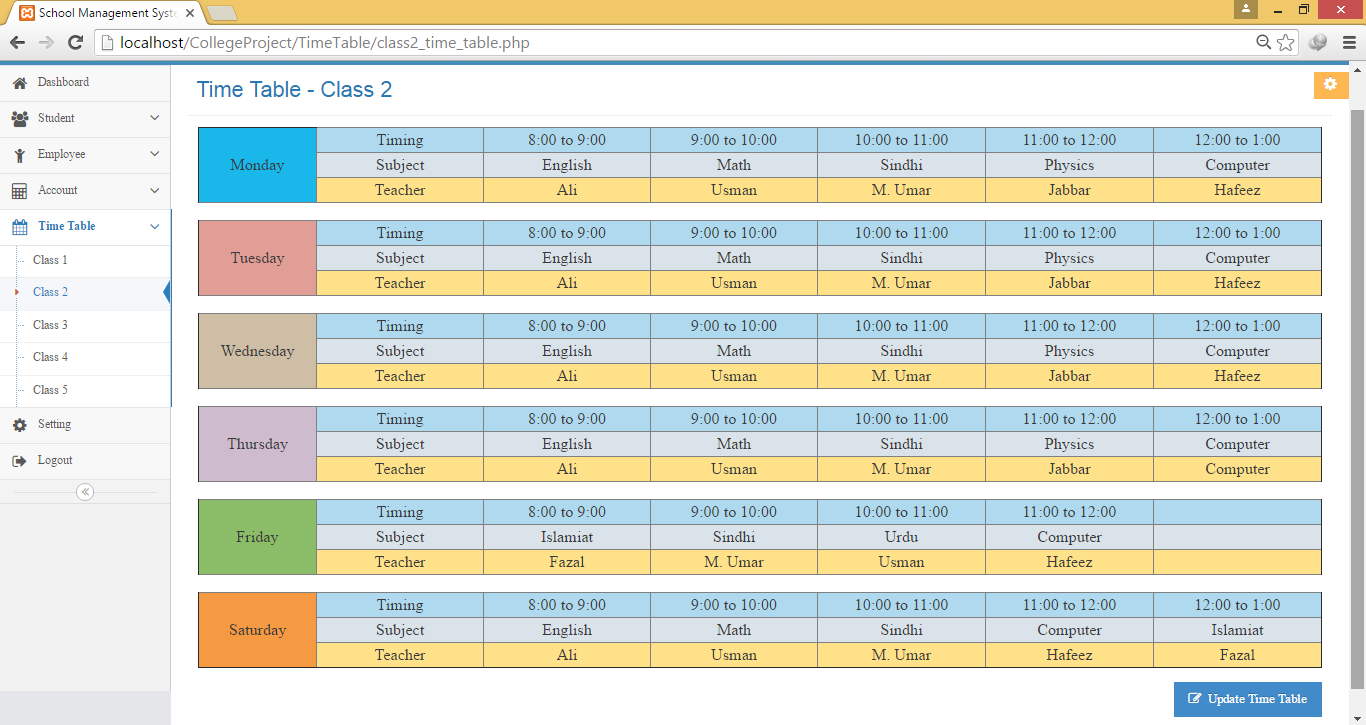 School Management Syste
localhost/CollegeProject/TimeTable/class2_time_table.php
Dashboard
Student
Employee
Account
Time Table
Class 1
Class 2
Class 3
Class 4
Class 5
Setting
Logout
Time Table - Class 2
Monday
Timing 8:00 to 9:00 9:00 to 10:00 10:00 to 11:00 11:00 to 12:00 12:00 to 1:00
Subject English Math Sindhi Physics Computer
Teacher Ali Usman M. Umar Jabbar Hafeez
Tuesday
Timing 8:00 to 9:00 9:00 to 10:00 10:00 to 11:00 11:00 to 12:00 12:00 to 1:00
Subject English Math Sindhi Physics Computer
Teacher Ali Usman M. Umar Jabbar Hafeez
Wednesday
Timing 8:00 to 9:00 9:00 to 10:00 10:00 to 11:00 11:00 to 12:00 12:00 to 1:00
Subject English Math Sindhi Physics Computer
Teacher Ali Usman M. Umar Jabbar Hafeez
Thursday
Timing 8:00 to 9:00 9:00 to 10:00 10:00 to 11:00 11:00 to 12:00 12:00 to 1:00
Subject English Math Sindhi Physics Computer
Teacher Ali Usman M. Umar Jabbar Computer
Friday
Timing 8:00 to 9:00 9:00 to 10:00 10:00 to 11:00 11:00 to 12:00
Subject Islamiat Sindhi Urdu Computer
Teacher Fazal M. Umar Usman Hafeez
Saturday
Timing 8:00 to 9:00 9:00 to 10:00 10:00 to 11:00 11:00 to 12:00 12:00 to 1:00
Subject English Math Sindhi Computer Islamiat
Teacher Ali Usman M. Umar Hafeez Fazal
Update Time Table